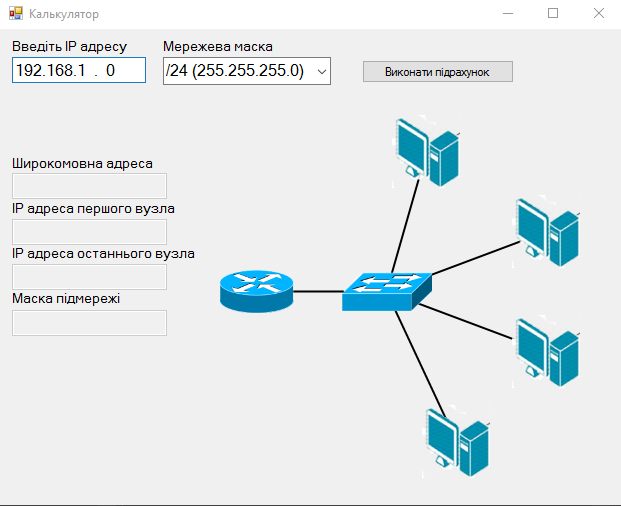 Калькулятор
Введіть IP адресу
Мережева маска
192.168.1 . 0
/24 (255.255.255.0)
Виконати підрахунок
Широкомовна адреса
IP адреса першого вузла
IP адреса останнього вузла
Маска підмережі